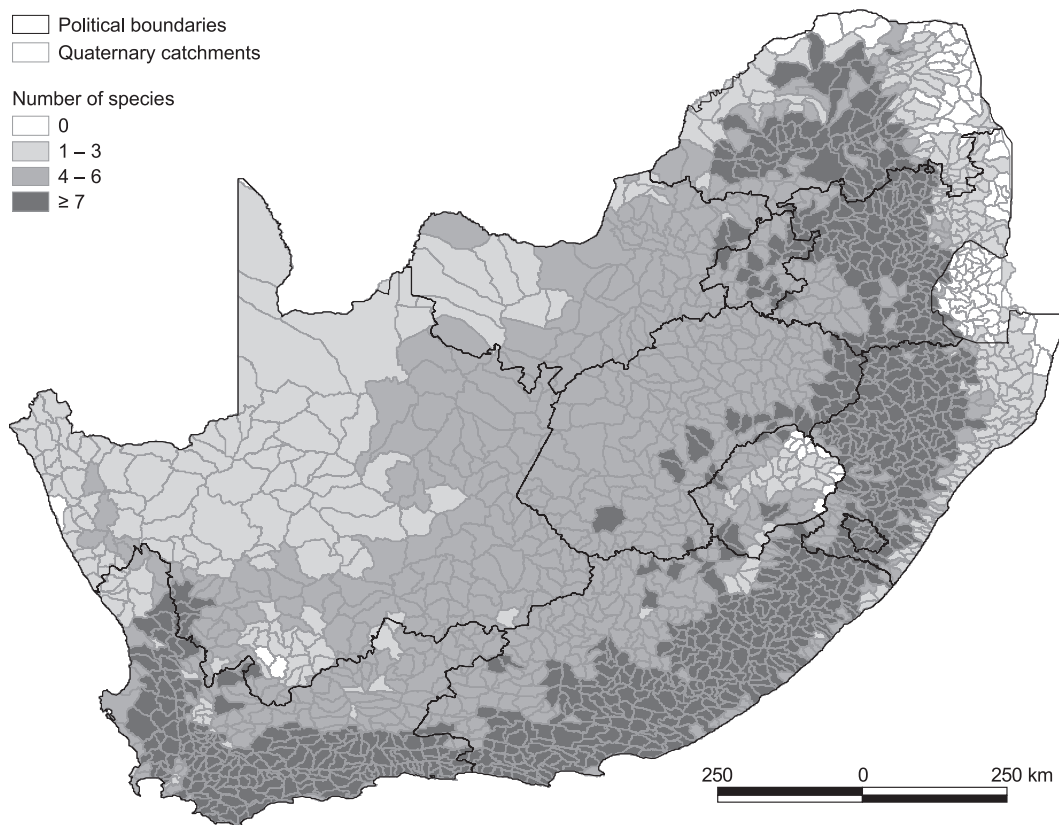 Political boundaries
Quaternary catchments
Number of species
0
1 – 3
4 – 6
≥ 7
250 0 250 km